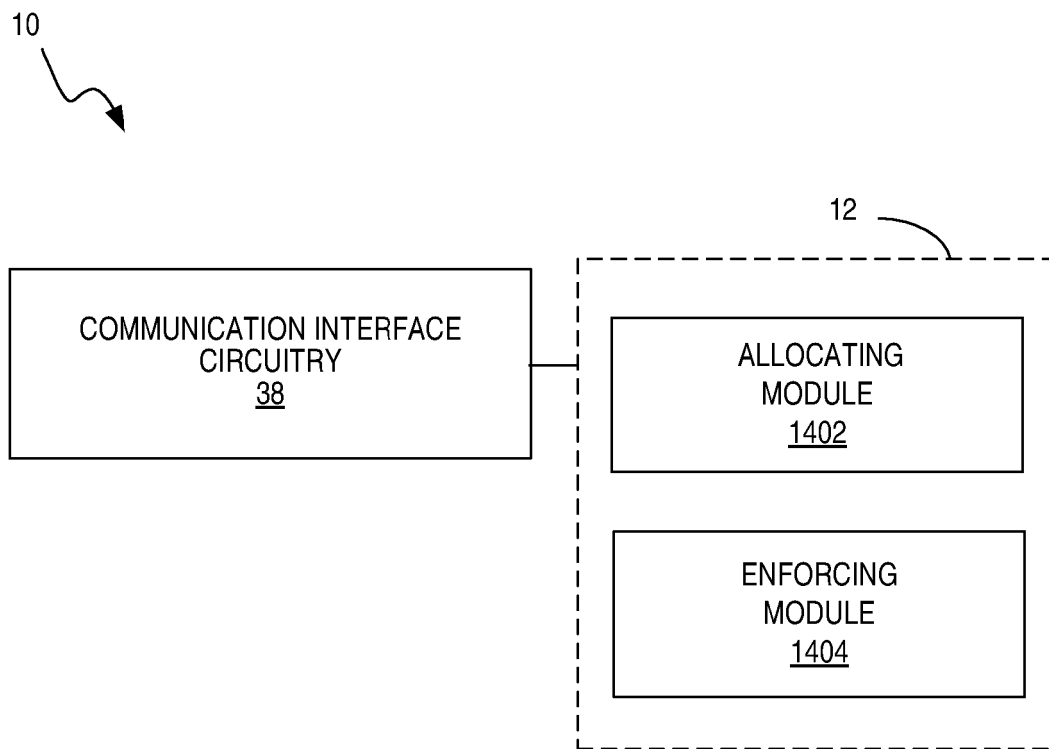 10
12
COMMUNICATION INTERFACE
CIRCUITRY
38
ALLOCATING
MODULE
1402
ENFORCING
MODULE
1404